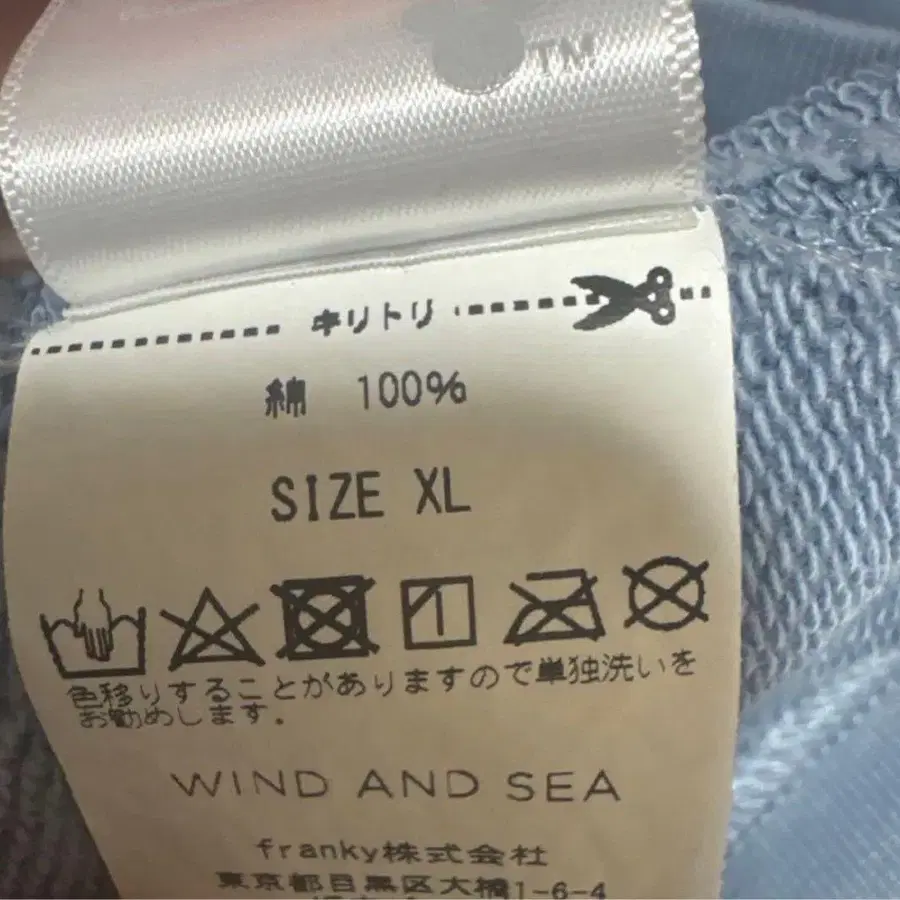 TM
キリトリ
綿 100%
SIZE XL
色移りすることがありますので単独洗いを
お勧めします.
WIND AND SEA
franky株式会社
東京都目黒区大橋1-6-4